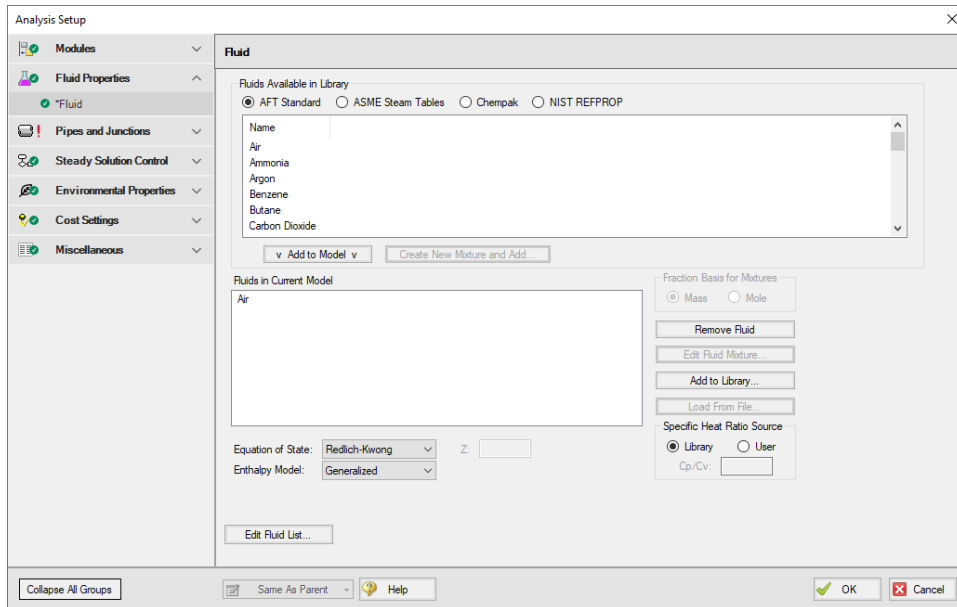 Analysis Setup
Modules
Fluid Properties
*Fluid
Pipes and Junctions
Steady Solution Control
Environmental Properties
Cost Settings
Miscellaneous
Collapse All Groups
Fluid
Fluids Available in Library
AFT Standard ASME Steam Tables Chempak NIST REFPROP
Name
Air
Ammonia
Argon
Benzene
Butane
Carbon Dioxide
v Add to Model v Create New Mixture and Add...
Fluids in Current Model
Air
Fraction Basis for Mixtures
Mass Mole
Remove Fluid
Edit Fluid Mixture...
Add to Library...
Load From File...
Specific Heat Ratio Source
Library User
Cp/Cv:
Equation of State: Redlich-Kwong Z:
Enthalpy Model: Generalized
Edit Fluid List...
Same As Parent Help OK Cancel